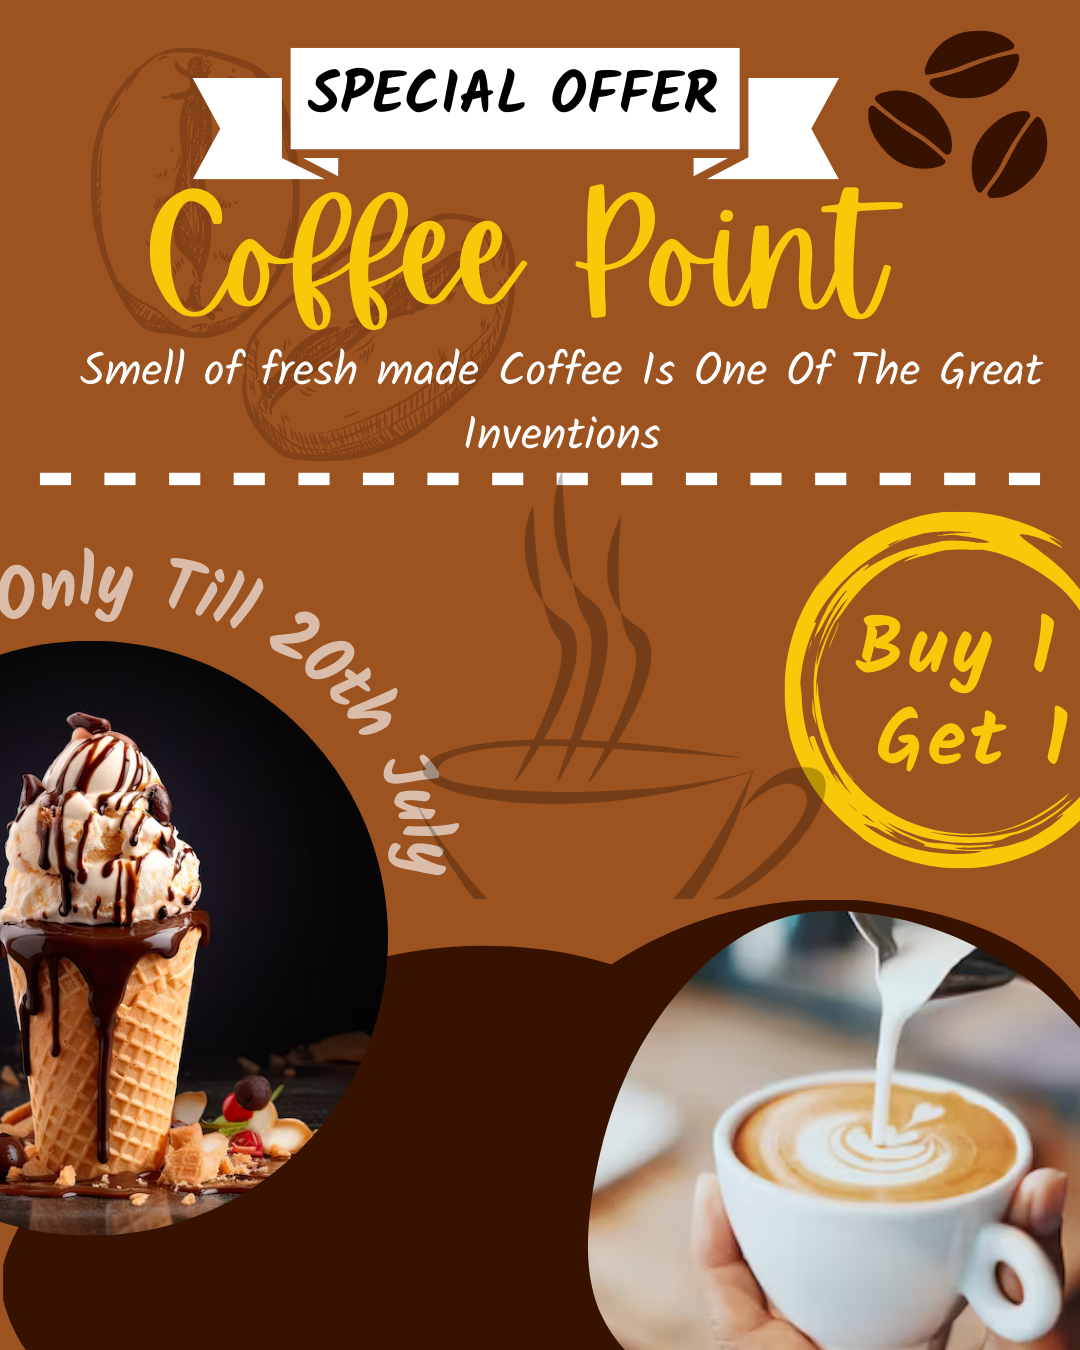 SPECIAL OFFER
Coffee Point
Smell of fresh made Coffee Is One Of The Great
Inventions
Only Till 20th July
Buy 1
Get 1